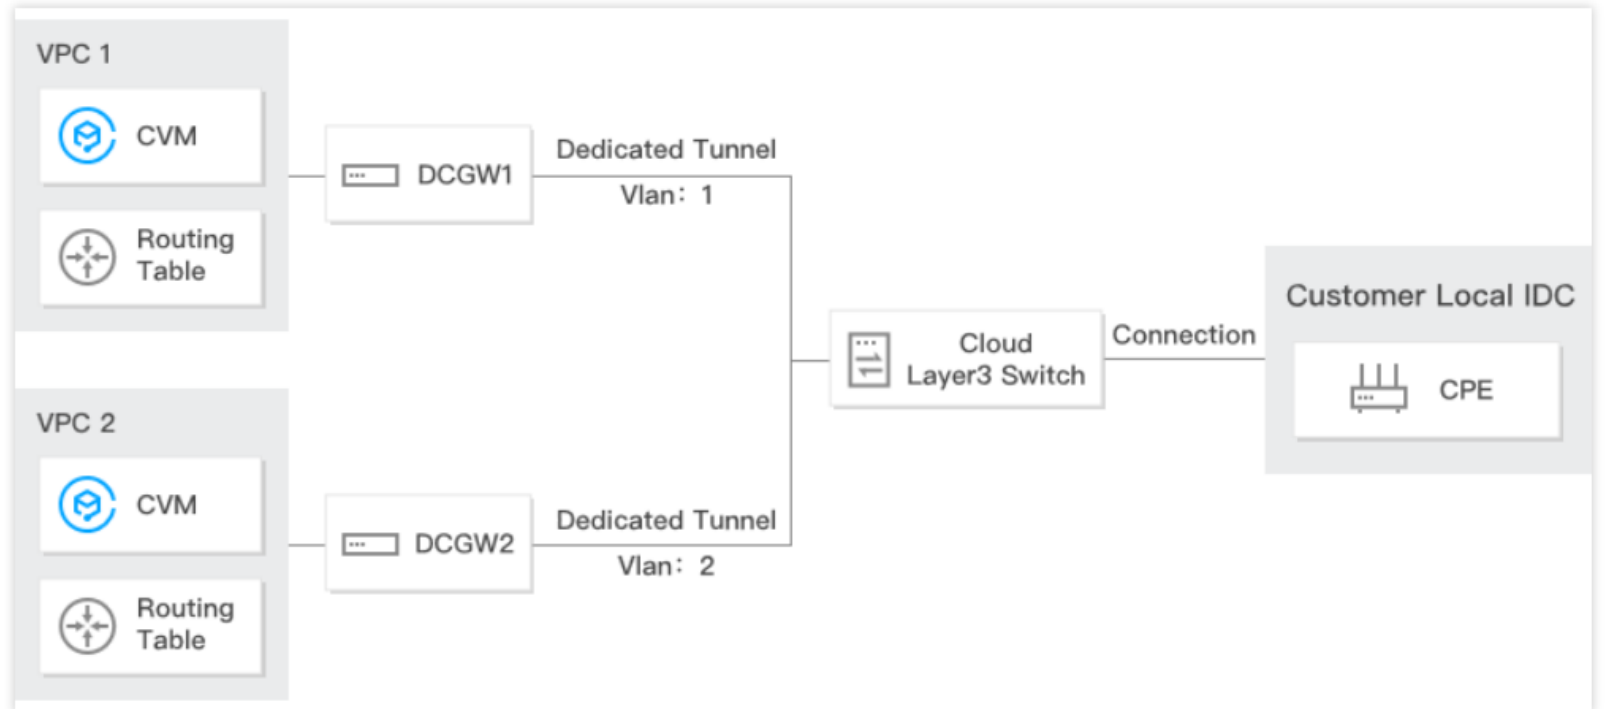 VPC 1
CVM
Routing
Table
DCGW1
Dedicated Tunnel
Vlan： 1
VPC 2
CVM
Routing
Table
DCGW2
Dedicated Tunnel
Vlan： 2
Cloud
Layer3 Switch
Connection
Customer Local IDC
CPE